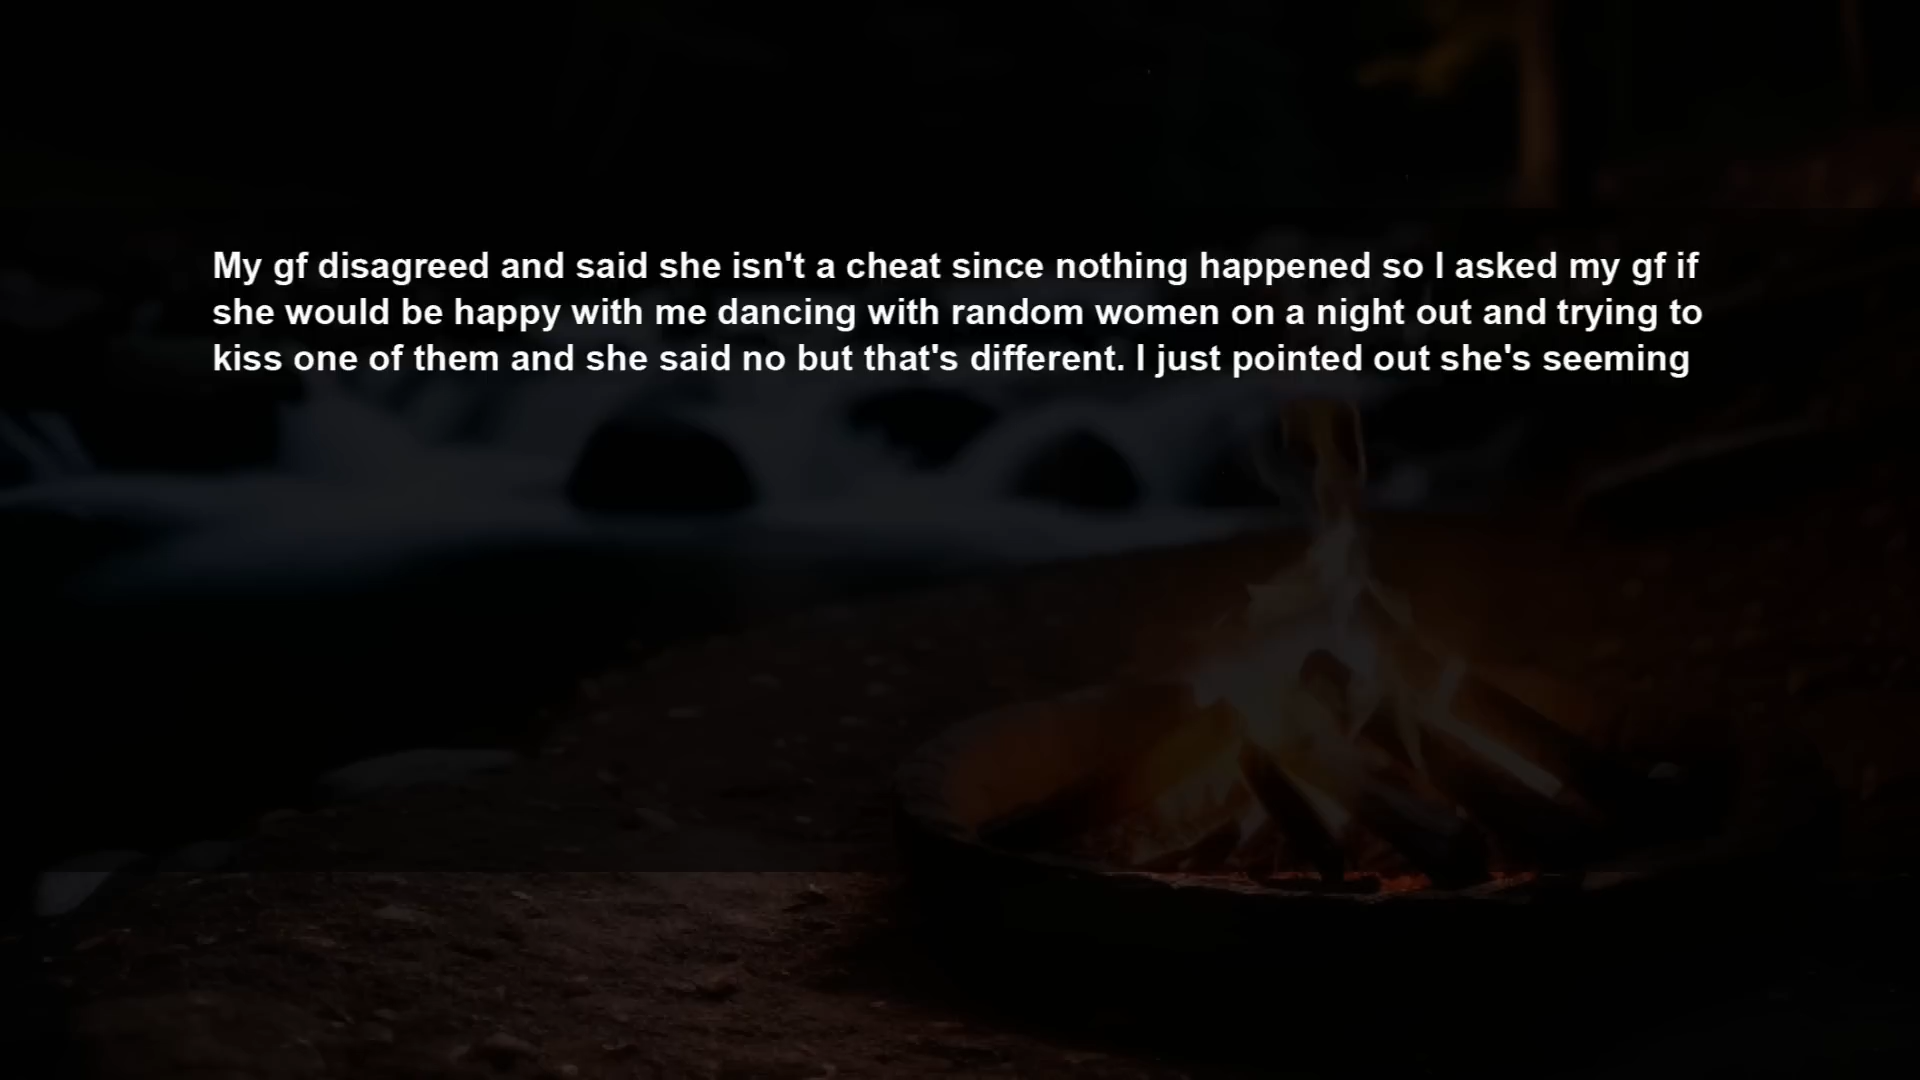 My gf disagreed and said she isn't a cheat since nothing happened so I asked my gf if
she would be happy with me dancing with random women on a night out and trying to
kiss one of them and she said no but that's different. I just pointed out she's seeming